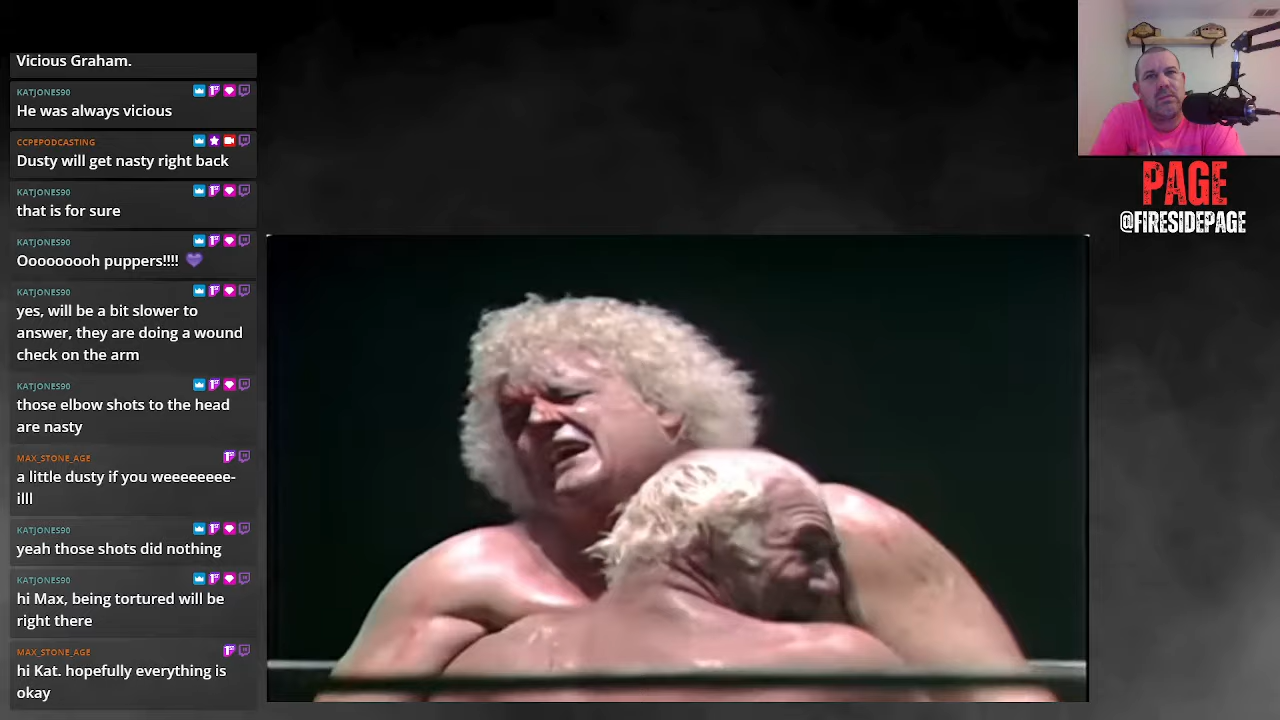 Vicious Graham.
KATJONES90
He was always vicious
CCPEPODCASTING
Dusty will get nasty right back
KATJONES90
that is for sure
KATJONES90
Ooooooooh puppers!!!! 💜
KATJONES90
yes, will be a bit slower to
answer, they are doing a wound
check on the arm
KATJONES90
those elbow shots to the head
are nasty
MAX_STONE_AGE
a little dusty if you weeeeeeee-
illl
KATJONES90
yeah those shots did nothing
KATJONES90
hi Max, being tortured will be
right there
MAX_STONE_AGE
hi Kat. hopefully everything is
okay
PAGE
@FIRESIDEPAGE